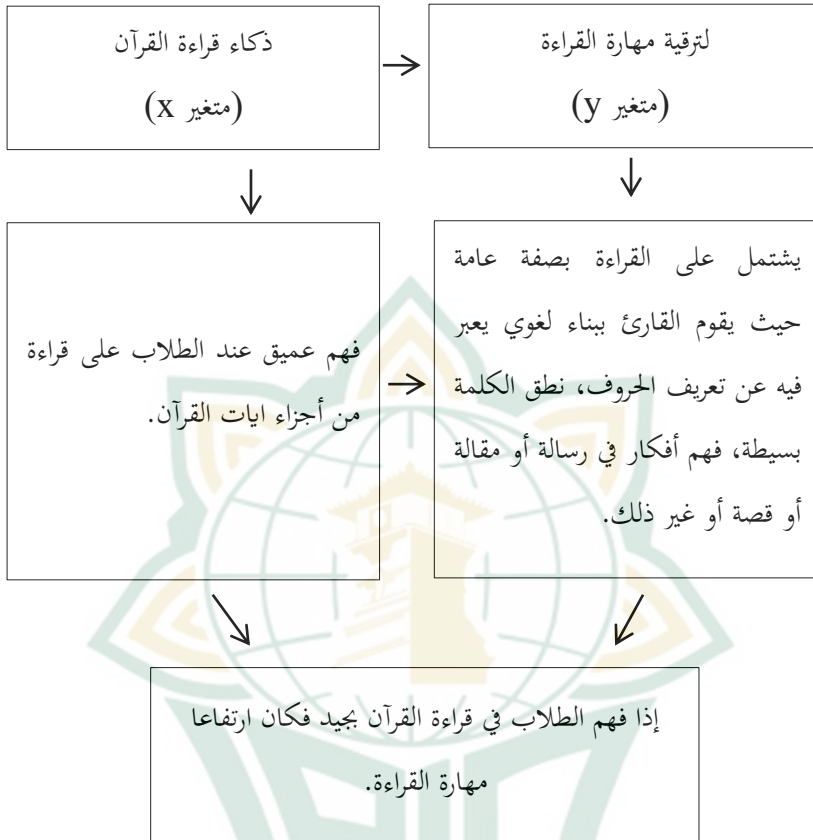 ذكاء قراءة القرآن
(متغير x)
لترقية مهارة القراءة
(متغير y)
فهم عميق عند الطلاب على قراءة
من أجزاء ايات القرآن.
يشتمل على القراءة بصفة عامة
حيث يقوم القارئ ببناء لغوي يعبر
فيه عن تعريف الحروف، نطق الكلمة
بسيطة، فهم أفكار في رسالة أو مقالة
أو قصة أو غير ذلك.
إذا فهم الطلاب في قراءة القرآن بجيد فكان ارتفاعا
مهارة القراءة.